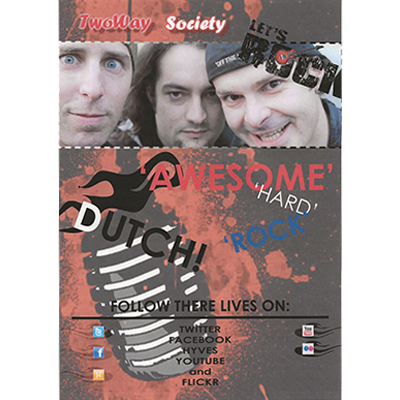 TwoWay Society
LET'S
ROCK
'AWESOME'
'HARD'
DUTCH!
'ROCK
FOLLOW THERE LIVES ON:
TWITTER
FACEBOOK
HYVES
YOUTUBE
and
FLICKR